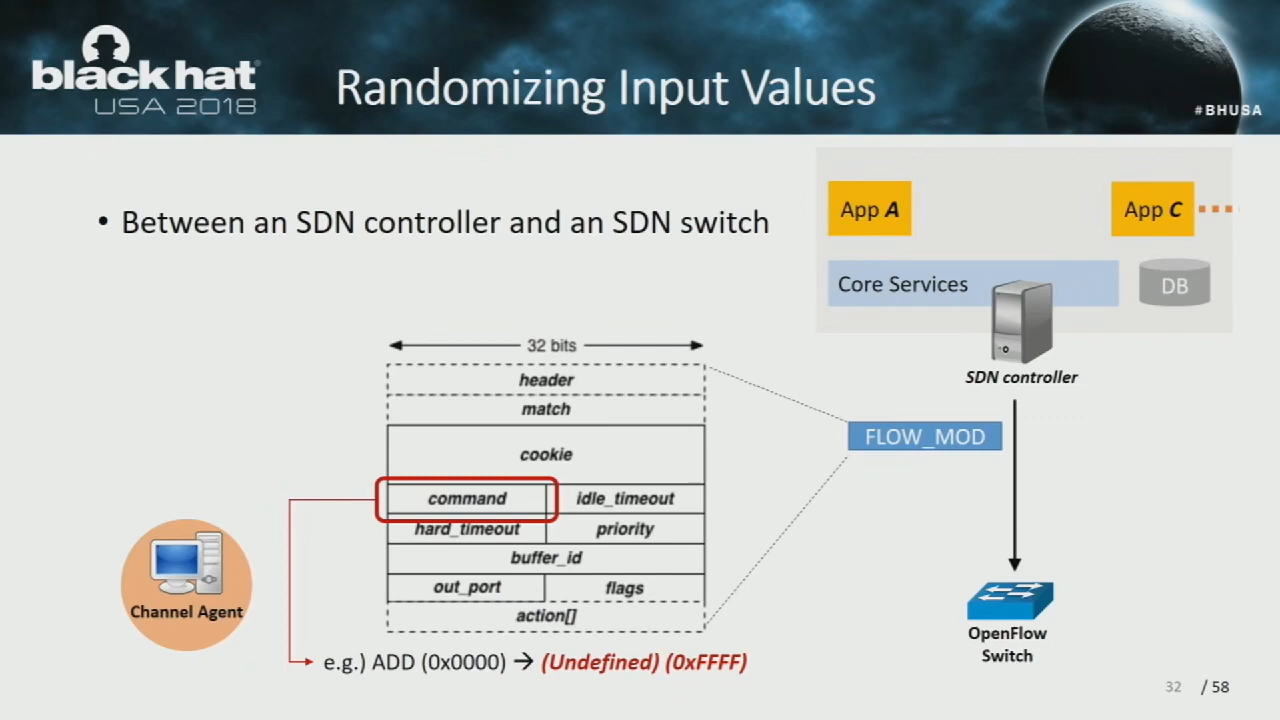 black hat
USA 2018
Randomizing Input Values
#BHUSA
• Between an SDN controller and an SDN switch
App A
App C
Core Services
DB
SDN controller
32 bits
header
match
cookie
command
idle_timeout
hard_timeout
priority
buffer_id
out_port
flags
action[]
FLOW_MOD
Channel Agent
OpenFlow
Switch
e.g.) ADD (0x0000) → (Undefined) (0xFFFF)
32 / 58